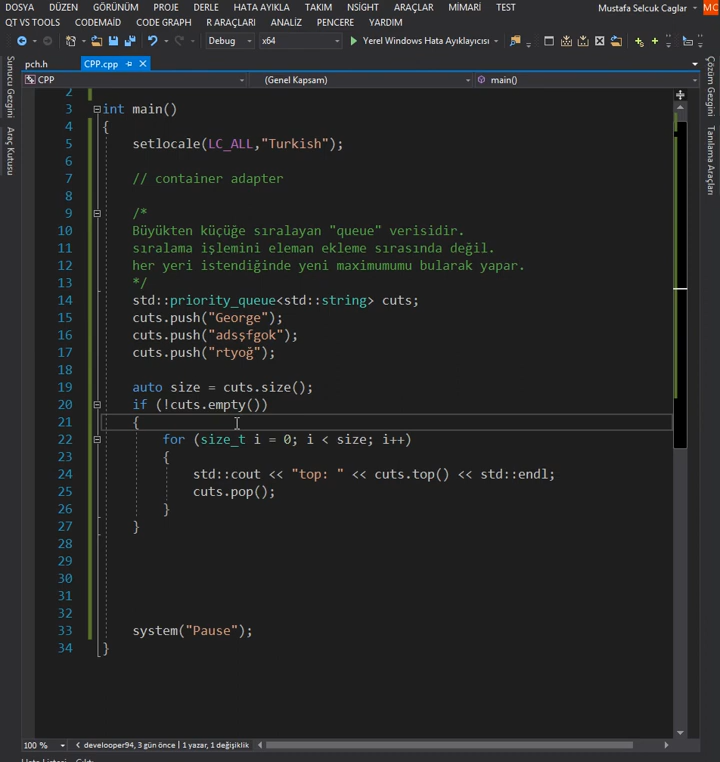 DOSYA DÜZEN GÖRÜNÜM PROJE DERLE HATA AYIKLA TAKIM NSİGHT ARAÇLAR MİMARİ TEST Mustafa Selcuk Caglar MC
QT VS TOOLS CODEMAID CODE GRAPH R ARAÇLARI ANALİZ PENCERE YARDIM
Debug x64 Yerel Windows Hata Ayıklayıcısı
pch.h CPP.cpp
CPP (Genel Kapsam) main()
Sunucu Gezgini
Araç Kutusu
Çözüm Gezgini
Tanılama Araçları
2
3 int main()
4 {
5 setlocale(LC_ALL,"Turkish");
6
7 // container adapter
8
9 /*
10 Büyükten küçüğe sıralayan "queue" verisidir.
11 sıralama işlemini eleman ekleme sırasında değil.
12 her yeri istendiğinde yeni maximumumu bularak yapar.
13 */
14 std::priority_queue<std::string> cuts;
15 cuts.push("George");
16 cuts.push("adsşfgok");
17 cuts.push("rtyoğ");
18
19 auto size = cuts.size();
20 if (!cuts.empty())
21 {
22 for (size_t i = 0; i < size; i++)
23 {
24 std::cout << "top: " << cuts.top() << std::endl;
25 cuts.pop();
26 }
27 }
28
29
30
31
32
33 system("Pause");
34 }
100 % develooper94, 3 gün önce | 1 yazar, 1 değişiklik
Hata Listesi Çıktı